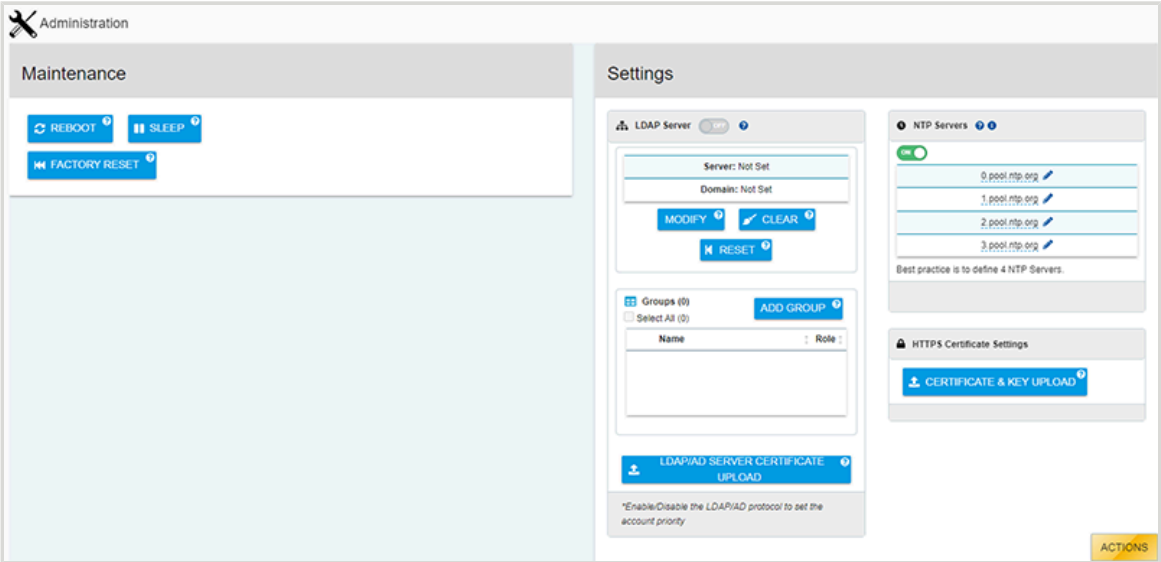 Administration
Maintenance
REBOOT ?
SLEEP ?
FACTORY RESET ?
Settings
LDAP Server OFF ?
Server: Not Set
Domain: Not Set
MODIFY ?
CLEAR ?
RESET ?
Groups (0)
Select All (0)
ADD GROUP ?
Name Role
LDAP/AD SERVER CERTIFICATE ?
UPLOAD
*Enable/Disable the LDAP/AD protocol to set the
account priority
NTP Servers ?
ON
0.pool.ntp.org
1.pool.ntp.org
2.pool.ntp.org
3.pool.ntp.org
Best practice is to define 4 NTP Servers.
HTTPS Certificate Settings
CERTIFICATE & KEY UPLOAD ?
ACTIONS